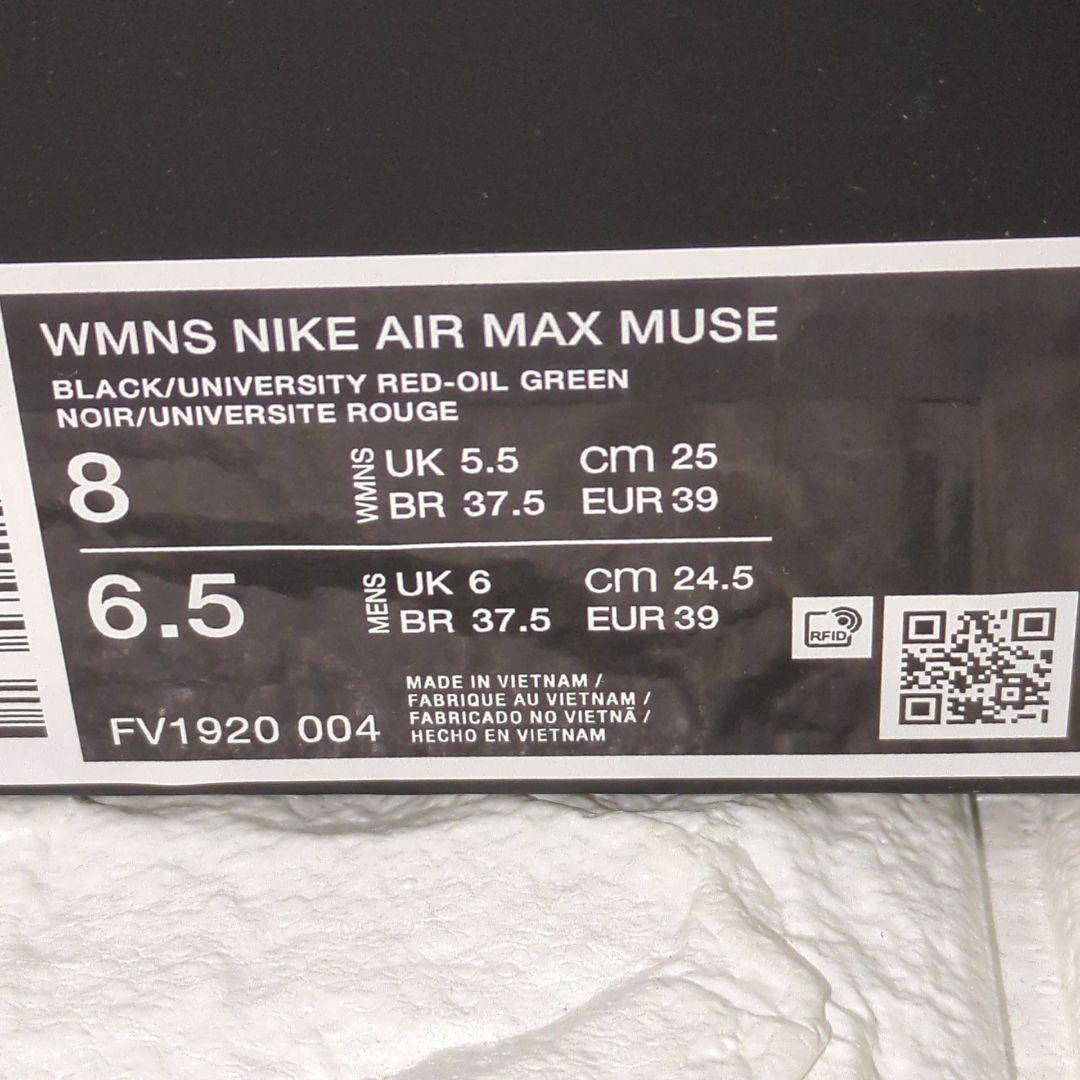 WMNS NIKE AIR MAX MUSE
BLACK/UNIVERSITY RED-OIL GREEN
NOIR/UNIVERSITE ROUGE
8 WMNS UK 5.5 cm 25
BR 37.5 EUR 39
6.5 MENS UK 6 cm 24.5
BR 37.5 EUR 39
RFID
FV1920 004
MADE IN VIETNAM /
FABRIQUE AU VIETNAM /
FABRICADO NO VIETNÃ /
HECHO EN VIETNAM